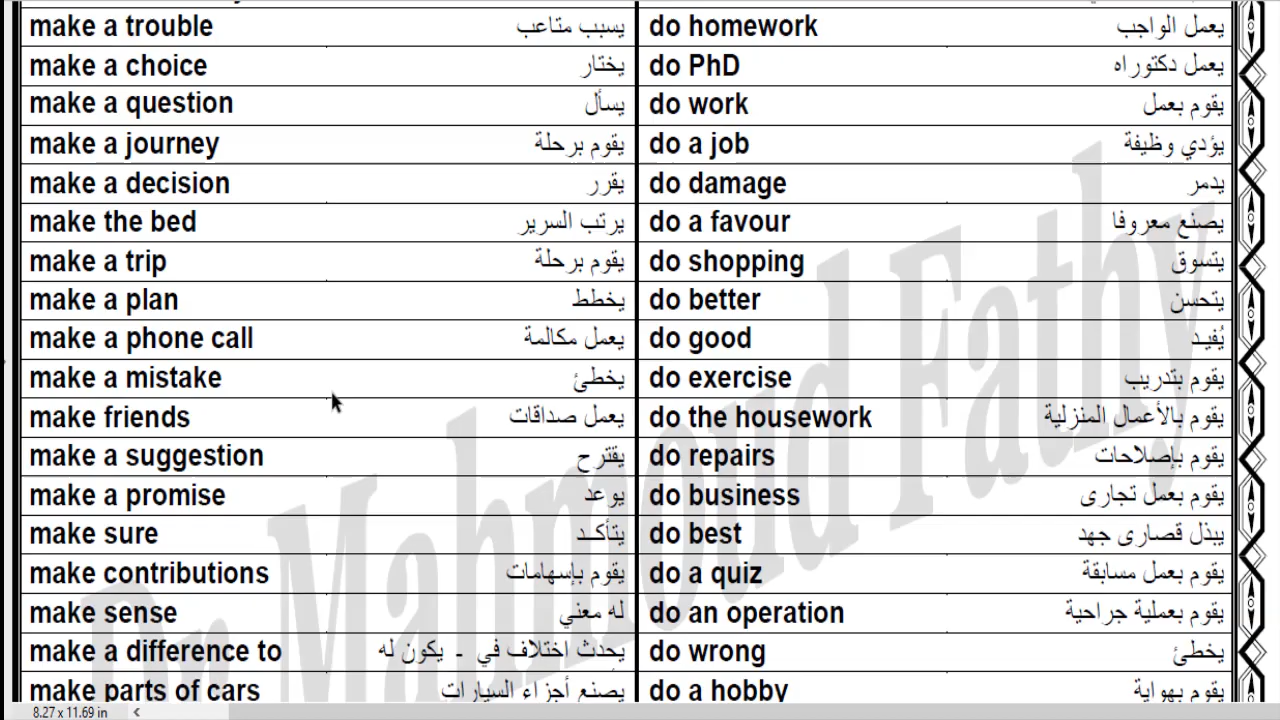 make a trouble يسبب متاعب do homework يعمل الواجب
make a choice يختار do PhD يعمل دكتوراه
make a question يسأل do work يقوم بعمل
make a journey يقوم برحلة do a job يؤدي وظيفة
make a decision يقرر do damage يدمر
make the bed يرتب السرير do a favour يصنع معروفا
make a trip يقوم برحلة do shopping يتسوق
make a plan يخطط do better يتحسن
make a phone call يعمل مكالمة do good يُفيد
make a mistake يخطئ do exercise يقوم بتدريب
make friends يعمل صداقات do the housework يقوم بالأعمال المنزلية
make a suggestion يقترح do repairs يقوم بإصلاحات
make a promise يوعد do business يقوم بعمل تجارى
make sure يتأكـد do best يبذل قصارى جهد
make contributions يقوم بإسهامات do a quiz يقوم بعمل مسابقة
make sense له معني do an operation يقوم بعملية جراحية
make a difference to يحدث اختلاف في - يكون له do wrong يخطئ
make parts of cars يصنع أجزاء السيارات do a hobby يقوم بهواية
Dr Mahmoud Fathy
8.27 x 11.69 in